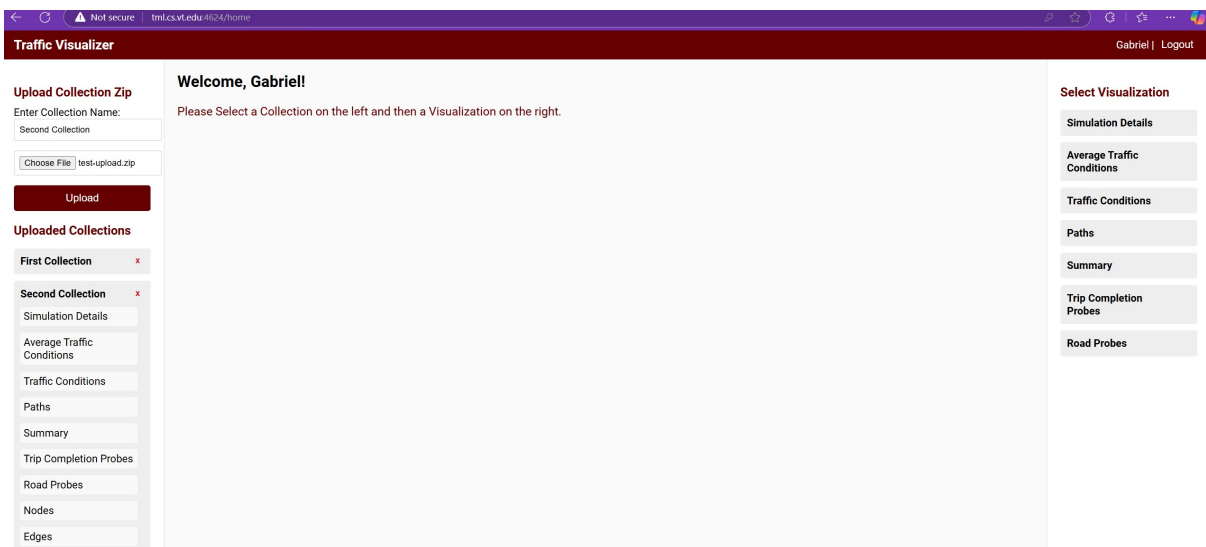 Not secure tml.cs.vt.edu:4624/home
Traffic Visualizer
Gabriel | Logout
Upload Collection Zip
Enter Collection Name:
Second Collection
Choose File test-upload.zip
Upload
Uploaded Collections
First Collection x
Second Collection x
Simulation Details
Average Traffic
Conditions
Traffic Conditions
Paths
Summary
Trip Completion Probes
Road Probes
Nodes
Edges
Welcome, Gabriel!
Please Select a Collection on the left and then a Visualization on the right.
Select Visualization
Simulation Details
Average Traffic
Conditions
Traffic Conditions
Paths
Summary
Trip Completion
Probes
Road Probes